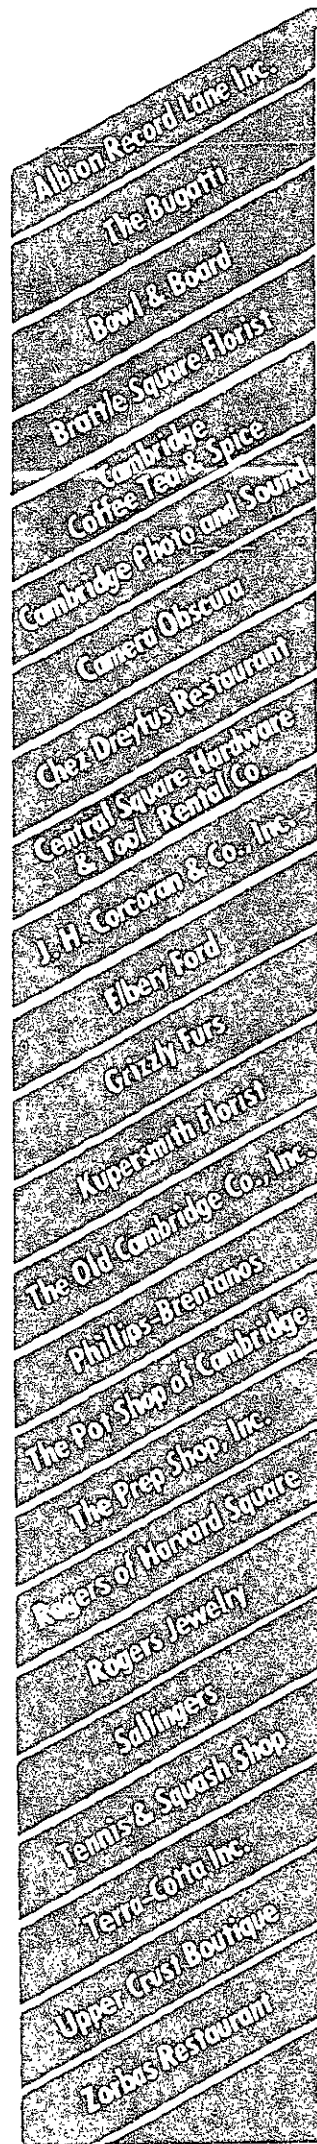 Albion Record Lane Inc.
The Bugatti
Bowl & Board
Brattle Square Florist
Cambridge
Coffee Tea & Spice
Cambridge Photo and Sound
Camera Obscura
Chez Dreyfus Restaurant
Central Square Hardware
& Tool Rental Co.
J. H. Corcoran & Co., Inc.
Elbery Ford
Grizzly Furs
Kupersmith Florist
The Old Cambridge Co., Inc.
Phillips-Brentanos
The Pot Shop of Cambridge
The Prep Shop, Inc.
Rogers of Harvard Square
Rogers Jewelry
Sallingers
Tennis & Squash Shop
Terra-Cotta Inc.
Upper Crust Boutique
Zorbas Restaurant